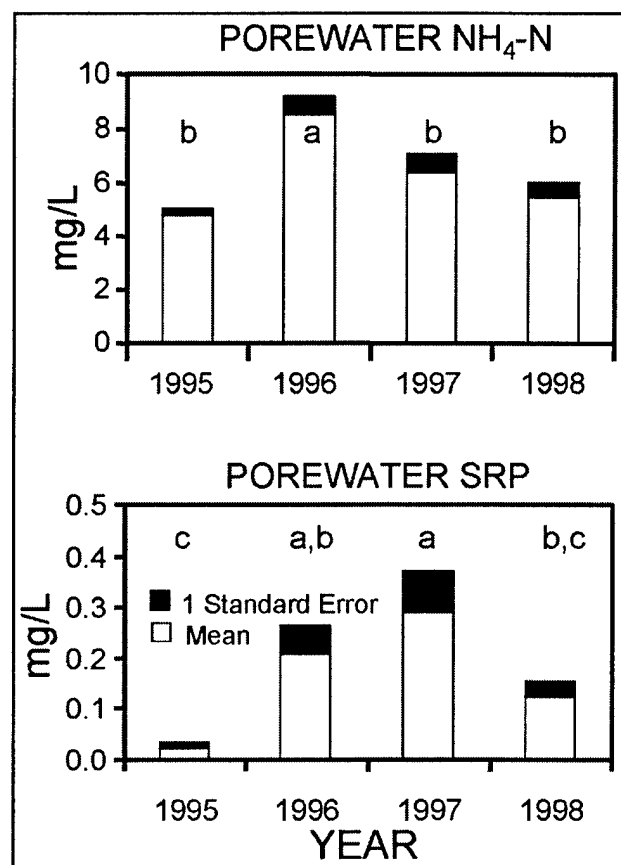 POREWATER NH₄-N
10
8
6
4
2
0
mg/L
b
a
b
b
1995
1996
1997
1998
POREWATER SRP
0.5
0.4
0.3
0.2
0.1
0.0
mg/L
c
a,b
a
b,c
1 Standard Error
Mean
1995
1996
1997
1998
YEAR